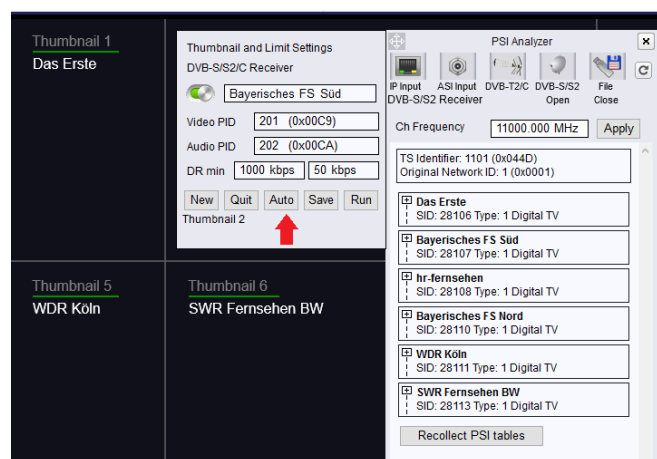 Thumbnail 1
Das Erste
Thumbnail and Limit Settings
DVB-S/S2/C Receiver
Bayerisches FS Süd
Video PID 201 (0x00C9)
Audio PID 202 (0x00CA)
DR min 1000 kbps 50 kbps
New Quit Auto Save Run
Thumbnail 2
Thumbnail 5
WDR Köln
Thumbnail 6
SWR Fernsehen BW
PSI Analyzer
IP Input ASI Input DVB-T2/C DVB-S/S2 File
DVB-S/S2 Receiver Open Close
Ch Frequency 11000.000 MHz Apply
TS Identifier: 1101 (0x044D)
Original Network ID: 1 (0x0001)
Das Erste
SID: 28106 Type: 1 Digital TV
Bayerisches FS Süd
SID: 28107 Type: 1 Digital TV
hr-fernsehen
SID: 28108 Type: 1 Digital TV
Bayerisches FS Nord
SID: 28110 Type: 1 Digital TV
WDR Köln
SID: 28111 Type: 1 Digital TV
SWR Fernsehen BW
SID: 28113 Type: 1 Digital TV
Recollect PSI tables